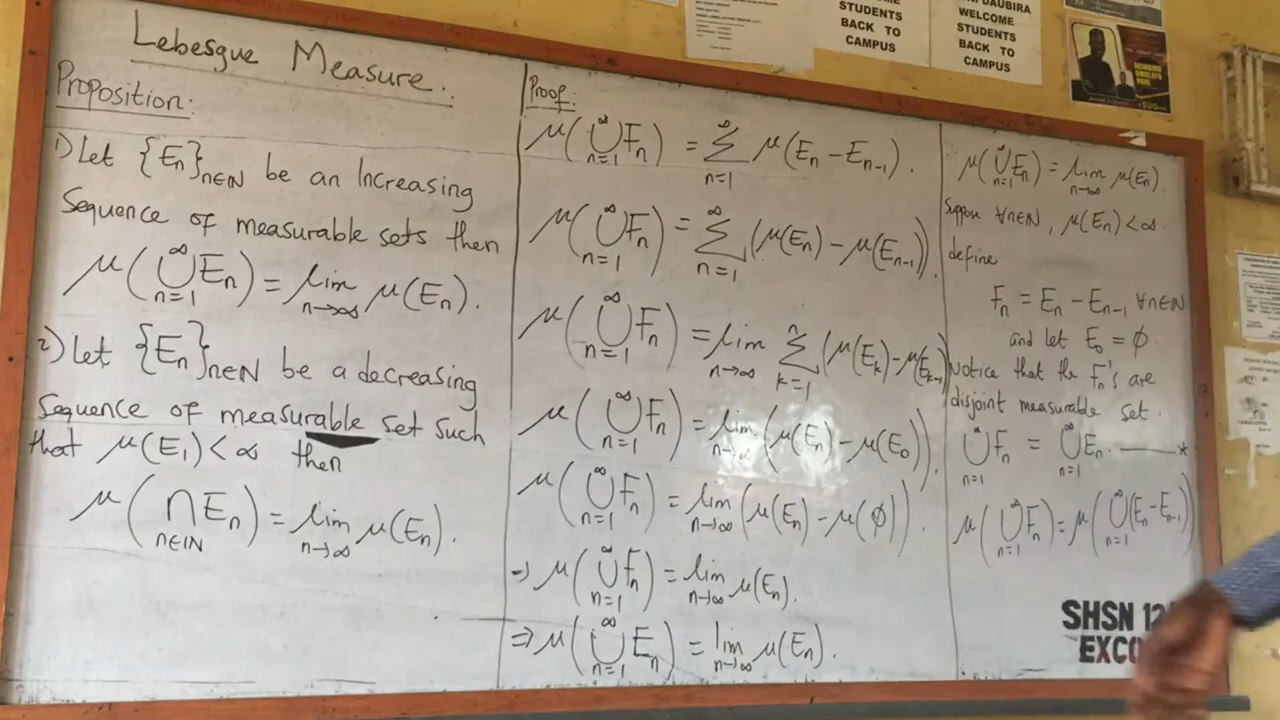 Lebesgue Measure.
Proposition:
1) Let {Eₙ}ₙ∈ℕ be an Increasing
Sequence of measurable sets then
μ(⋃ₙ₌₁^∞ Eₙ) = lim_{n→∞} μ(Eₙ).
2) Let {Eₙ}ₙ∈ℕ be a decreasing
Sequence of measurable set such
that μ(E₁) < ∞ then
μ(⋂_{n∈ℕ} Eₙ) = lim_{n→∞} μ(Eₙ).
Proof:
μ(⋃ₙ₌₁^∞ Fₙ) = ∑ₙ₌₁^∞ μ(Eₙ − Eₙ₋₁).
μ(⋃ₙ₌₁^∞ Fₙ) = ∑ₙ₌₁^∞ (μ(Eₙ) − μ(Eₙ₋₁)).
μ(⋃ₙ₌₁^∞ Fₙ) = lim_{n→∞} ∑ₖ₌₁^n (μ(Eₖ) − μ(Eₖ₋₁)
μ(⋃ₙ₌₁^∞ Fₙ) = lim_{n→∞} (μ(Eₙ) − μ(E₀)).
μ(⋃ₙ₌₁^∞ Fₙ) = lim_{n→∞} (μ(Eₙ) − μ(∅)).
⇒ μ(⋃ₙ₌₁^∞ Fₙ) = lim_{n→∞} μ(Eₙ).
⇒ μ(⋃ₙ₌₁^∞ Eₙ) = lim_{n→∞} μ(Eₙ).
∴ μ(⋃ₙ₌₁^∞ Eₙ) = lim_{n→∞} μ(Eₙ).
Suppose ∀n∈ℕ, μ(Eₙ) < ∞.
define
Fₙ = Eₙ − Eₙ₋₁ ∀n∈ℕ
and let E₀ = ∅.
Notice that the Fₙ's are
disjoint measurable set.
⋃ₙ₌₁^∞ Fₙ = ⋃ₙ₌₁^∞ Eₙ. ——*
μ(⋃ₙ₌₁^∞ Fₙ) = μ(⋃ₙ₌₁^∞ (Eₙ − Eₙ₋₁))
SHSN
EXCO
STUDENTS
BACK TO
CAMPUS
DAUBIRA
WELCOME
STUDENTS
BACK TO
CAMPUS